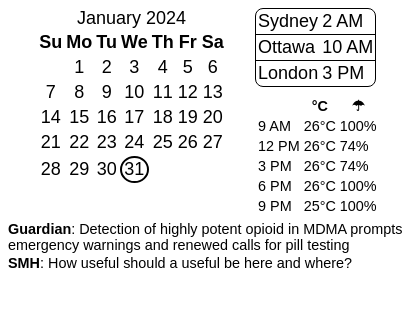 January 2024
Su Mo Tu We Th Fr Sa
1 2 3 4 5 6
7 8 9 10 11 12 13
14 15 16 17 18 19 20
21 22 23 24 25 26 27
28 29 30 31
Sydney 2 AM
Ottawa 10 AM
London 3 PM
°C ☂
9 AM 26°C 100%
12 PM 26°C 74%
3 PM 26°C 74%
6 PM 26°C 100%
9 PM 25°C 100%
Guardian: Detection of highly potent opioid in MDMA prompts
emergency warnings and renewed calls for pill testing
SMH: How useful should a useful be here and where?